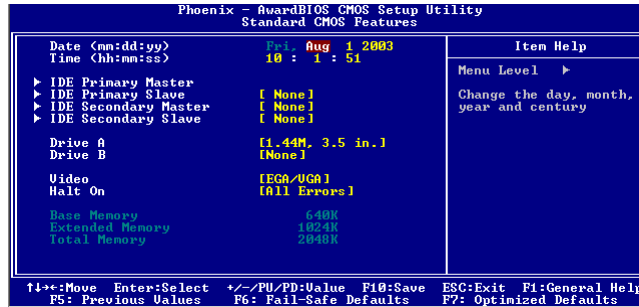 Phoenix - AwardBIOS CMOS Setup Utility
Standard CMOS Features
Date (mm:dd:yy) Fri, Aug 1 2003
Time (hh:mm:ss) 10 : 1 : 51
IDE Primary Master
IDE Primary Slave [ None]
IDE Secondary Master [ None]
IDE Secondary Slave [ None]
Drive A [1.44M, 3.5 in.]
Drive B [None]
Video [EGA/VGA]
Halt On [All Errors]
Base Memory 640K
Extended Memory 1024K
Total Memory 2048K
Item Help
Menu Level ▶
Change the day, month,
year and century
↑↓→←:Move Enter:Select +/-/PU/PD:Value F10:Save ESC:Exit F1:General Help
F5: Previous Values F6: Fail-Safe Defaults F7: Optimized Defaults